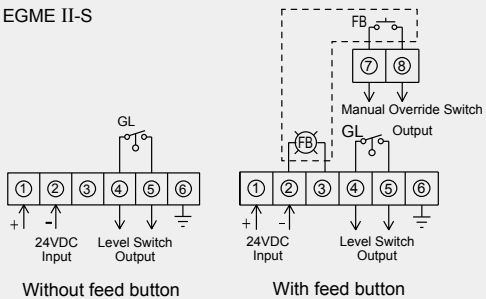 EGME II-S
FB
⑦ ⑧
Manual Override Switch
Output
GL
① ② ③ ④ ⑤ ⑥
+ -
24VDC
Input
Level Switch
Output
Without feed button
FB
GL
① ② ③ ④ ⑤ ⑥
+ -
24VDC
Input
Level Switch
Output
With feed button